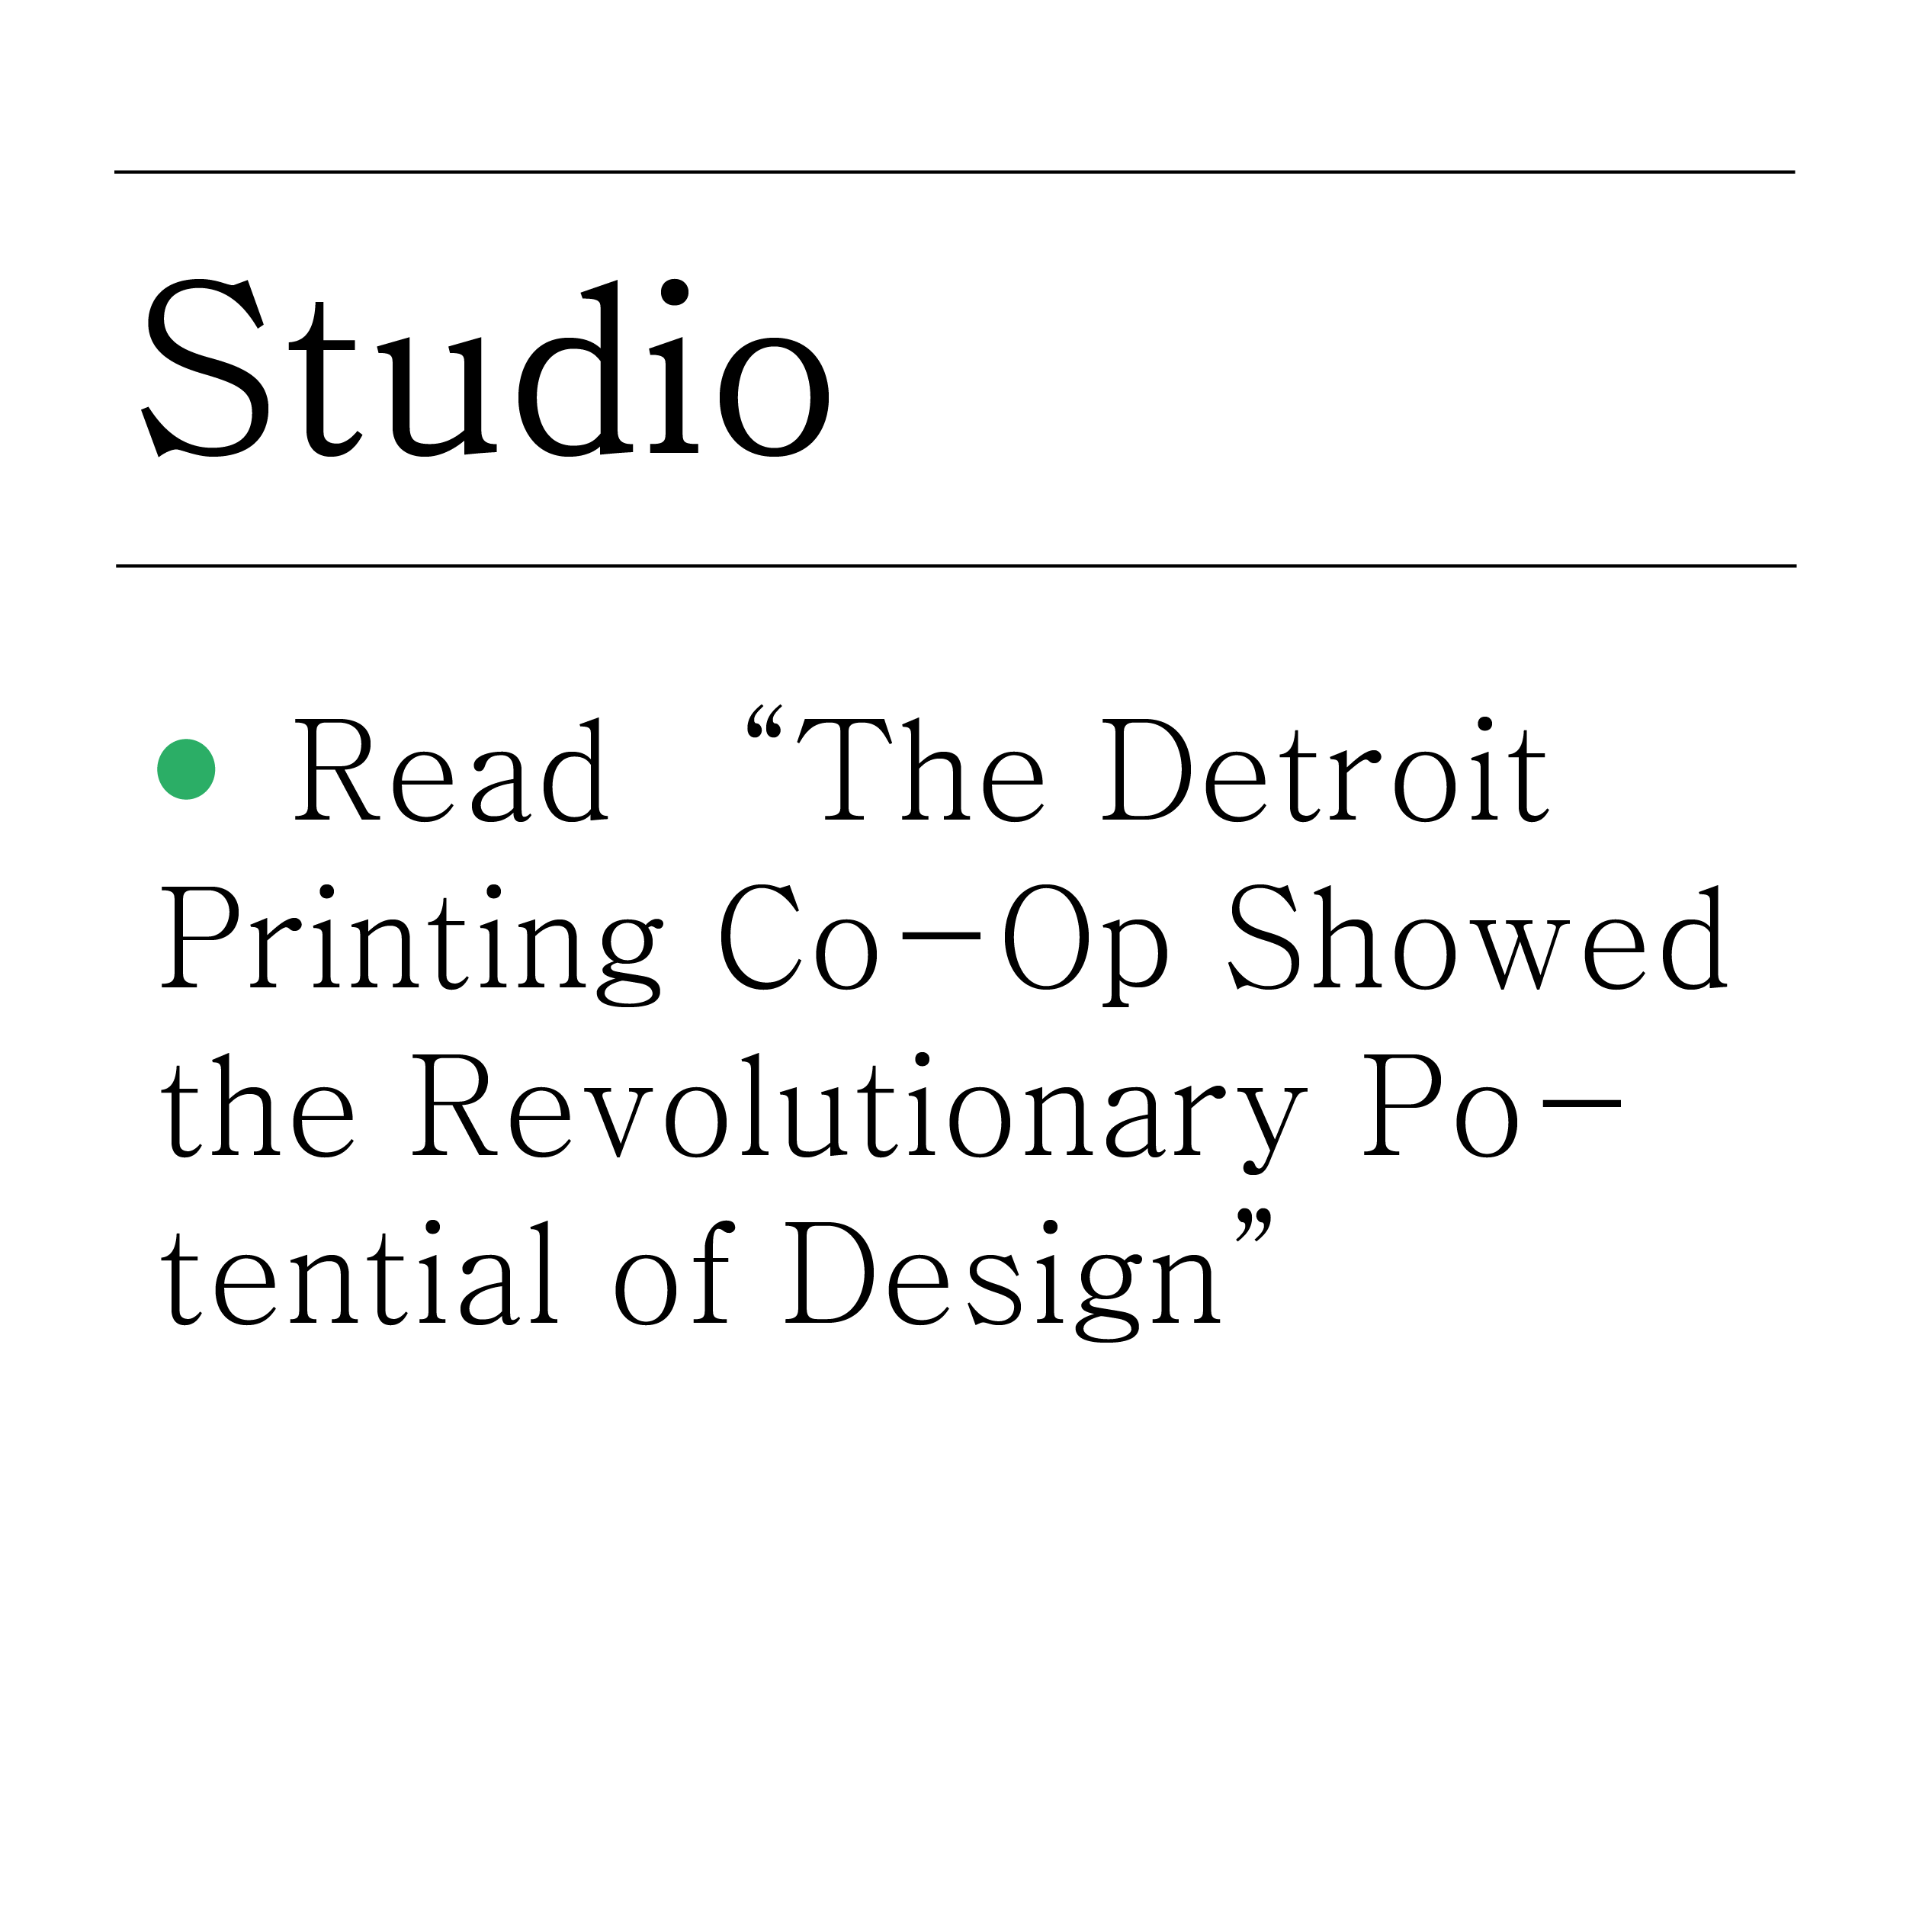 Studio
● Read “The Detroit
Printing Co-Op Showed
the Revolutionary Po-
tential of Design”